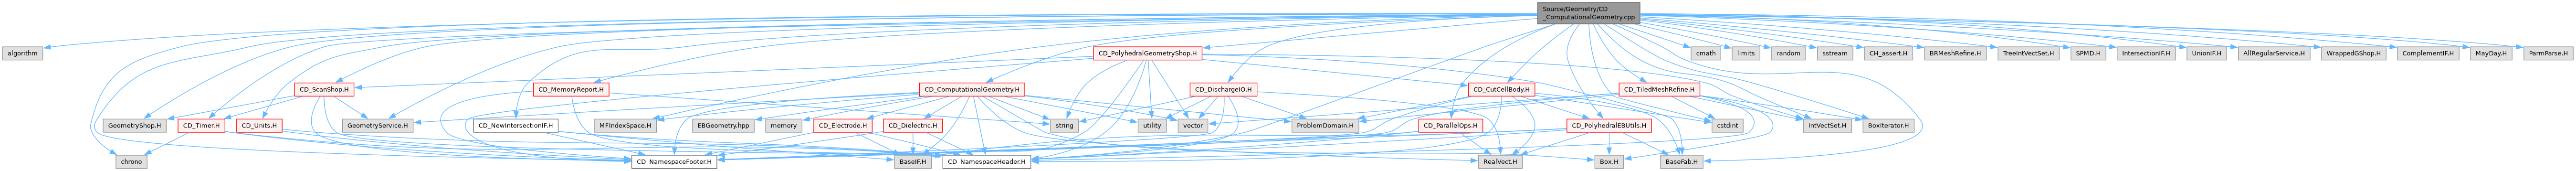 Source/Geometry/CD
_ComputationalGeometry.cpp
algorithm
CD_PolyhedralGeometryShop.H
cmath
limits
random
sstream
CH_assert.H
BRMeshRefine.H
TreeIntVectSet.H
SPMD.H
IntersectionIF.H
UnionIF.H
AllRegularService.H
WrappedGShop.H
ComplementIF.H
MayDay.H
ParmParse.H
CD_ScanShop.H
CD_MemoryReport.H
CD_ComputationalGeometry.H
CD_DischargeIO.H
CD_CutCellBody.H
CD_TiledMeshRefine.H
GeometryShop.H
CD_Timer.H
CD_Units.H
GeometryService.H
CD_NewIntersectionIF.H
MFIndexSpace.H
EBGeometry.hpp
memory
string
CD_Electrode.H
CD_Dielectric.H
utility
vector
ProblemDomain.H
CD_ParallelOps.H
CD_PolyhedralEBUtils.H
cstdint
IntVectSet.H
BoxIterator.H
chrono
CD_NamespaceFooter.H
BaseIF.H
CD_NamespaceHeader.H
RealVect.H
Box.H
BaseFab.H